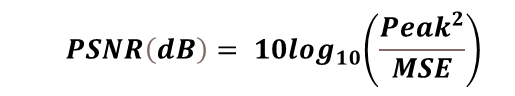 PSNR(dB) = 10log₁₀(Peak²/MSE)